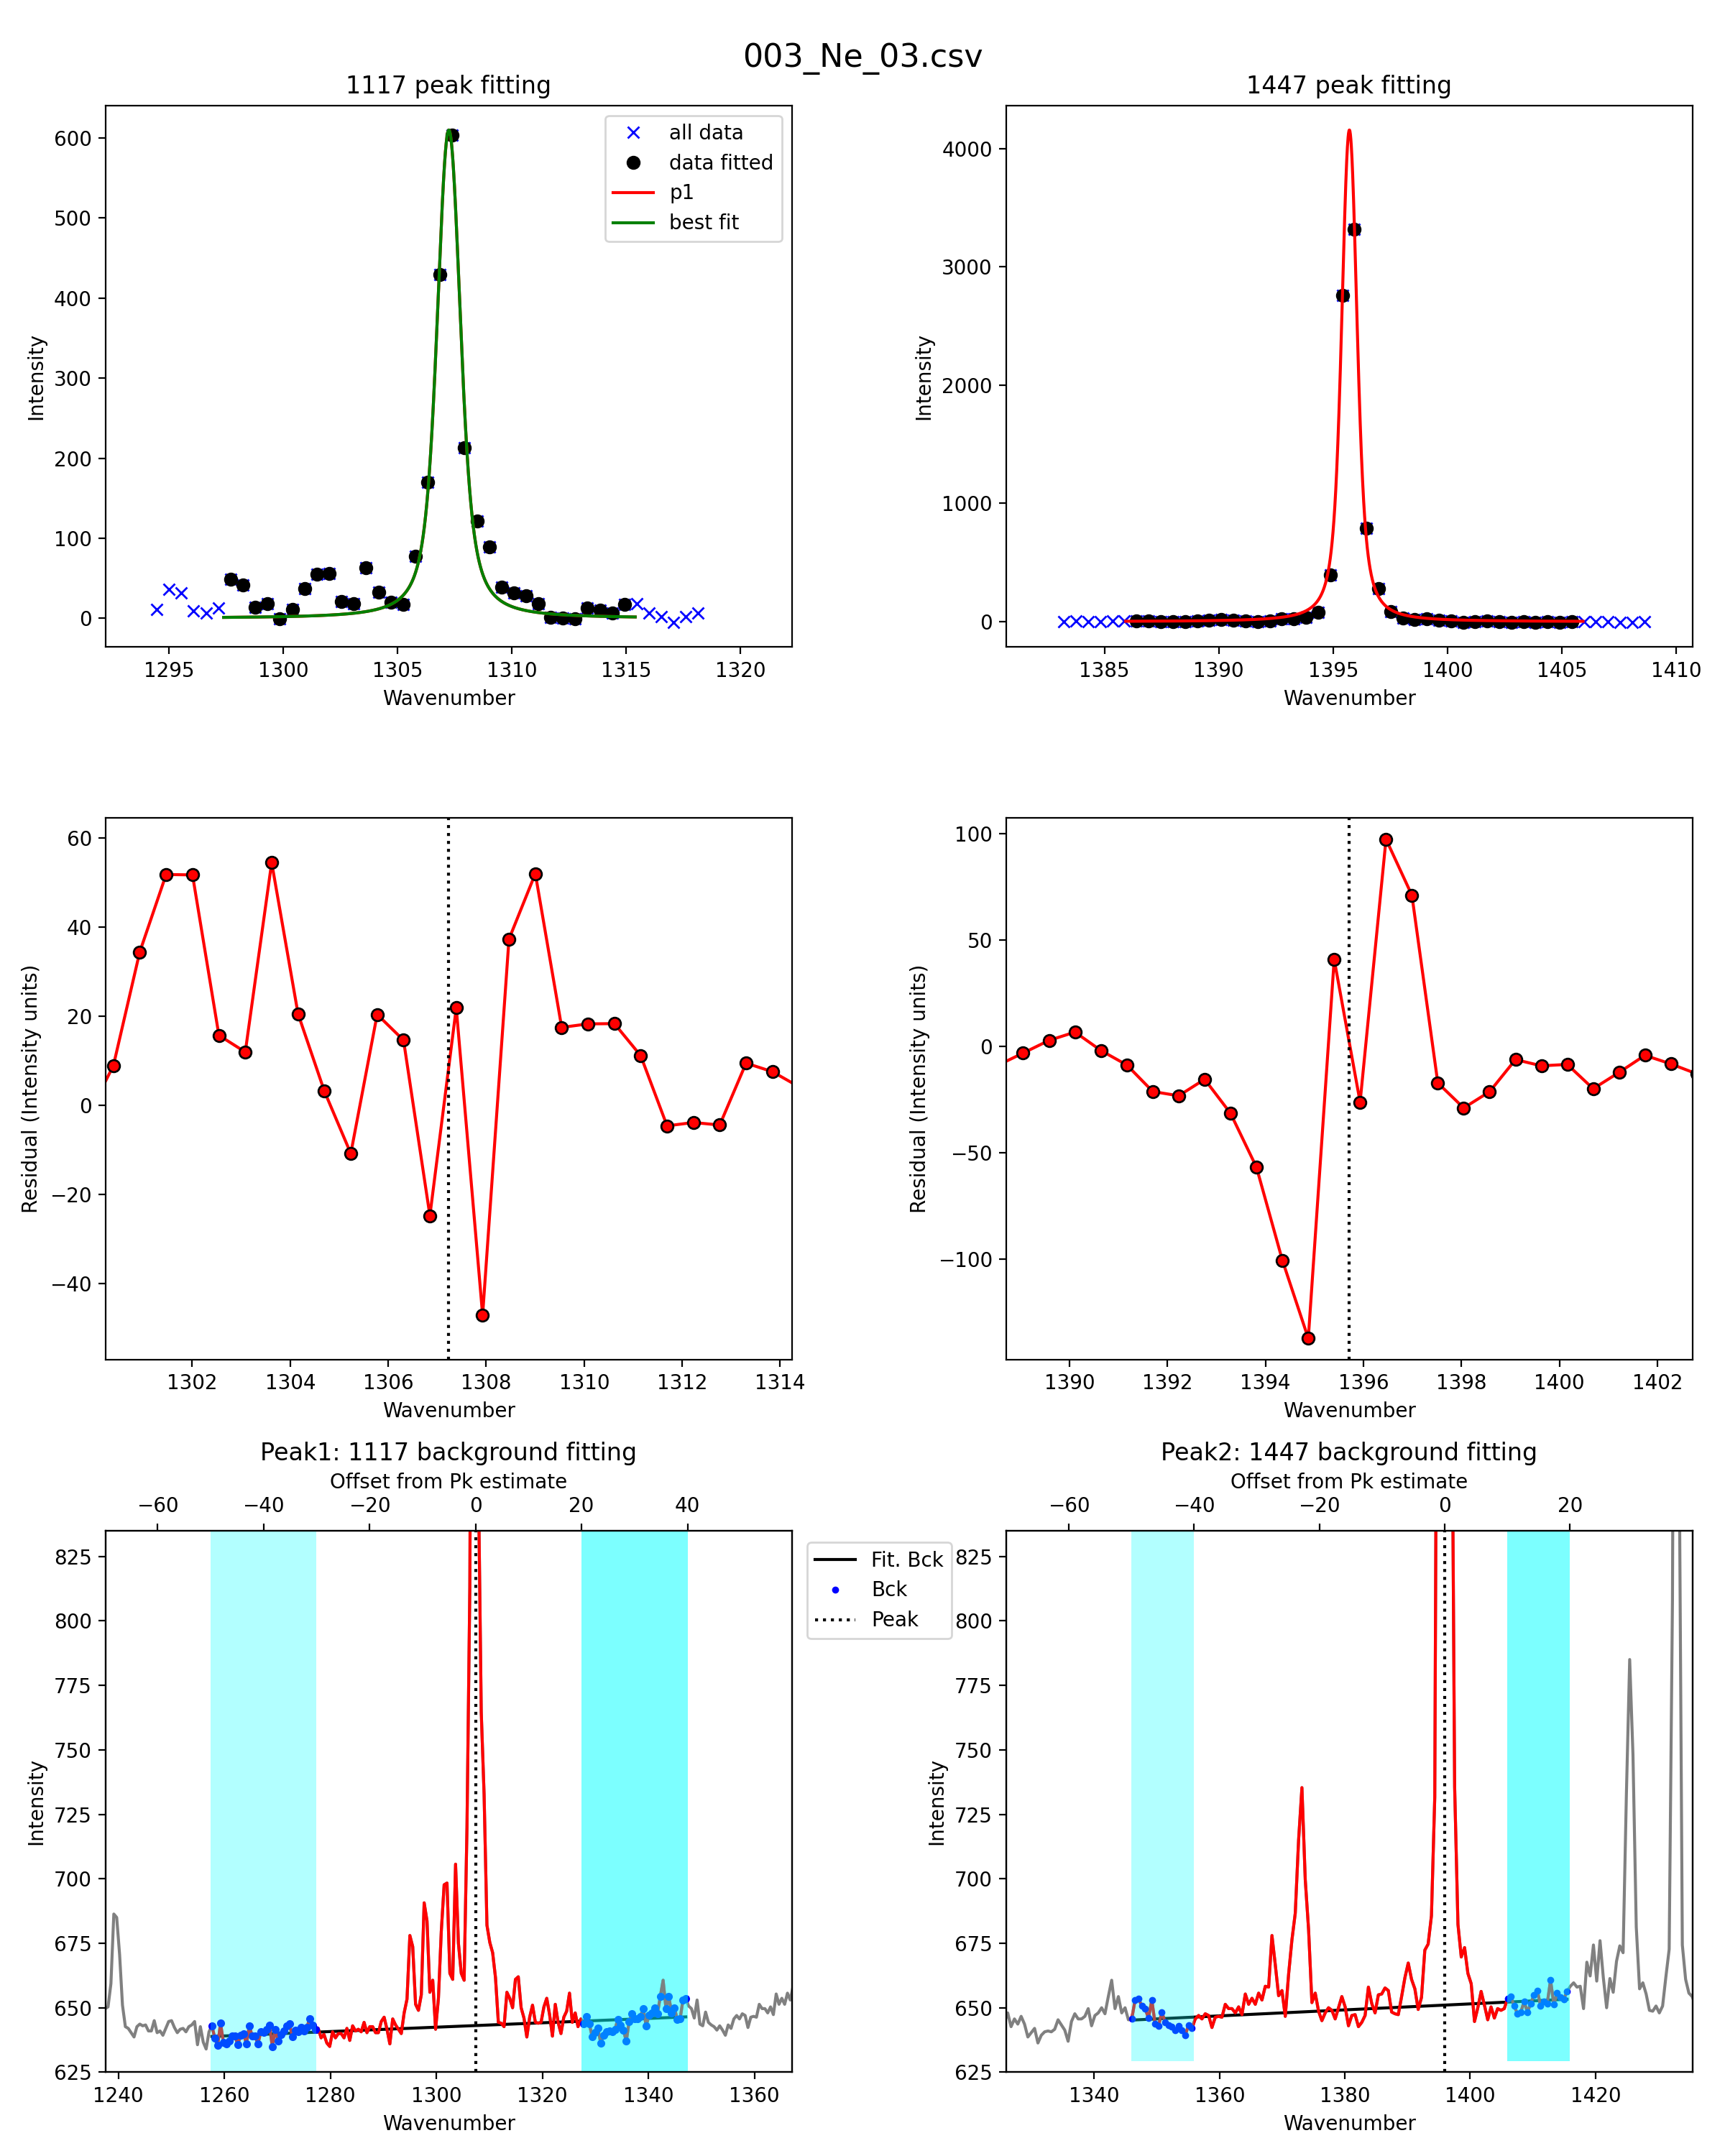 003_Ne_03.csv
1117 peak fitting
1447 peak fitting
all data
data fitted
p1
best fit
Intensity
600
500
400
300
200
100
0
1295 1300 1305 1310 1315 1320
Wavenumber
Intensity
4000
3000
2000
1000
0
1385 1390 1395 1400 1405 1410
Wavenumber
Residual (Intensity units)
60
40
20
0
−20
−40
1302 1304 1306 1308 1310 1312 1314
Wavenumber
Residual (Intensity units)
100
50
0
−50
−100
1390 1392 1394 1396 1398 1400 1402
Wavenumber
Peak1: 1117 background fitting
Offset from Pk estimate
−60 −40 −20 0 20 40
Intensity
825
800
775
750
725
700
675
650
625
1240 1260 1280 1300 1320 1340 1360
Wavenumber
Fit. Bck
Bck
Peak
Peak2: 1447 background fitting
Offset from Pk estimate
−60 −40 −20 0 20
Intensity
825
800
775
750
725
700
675
650
625
1340 1360 1380 1400 1420
Wavenumber